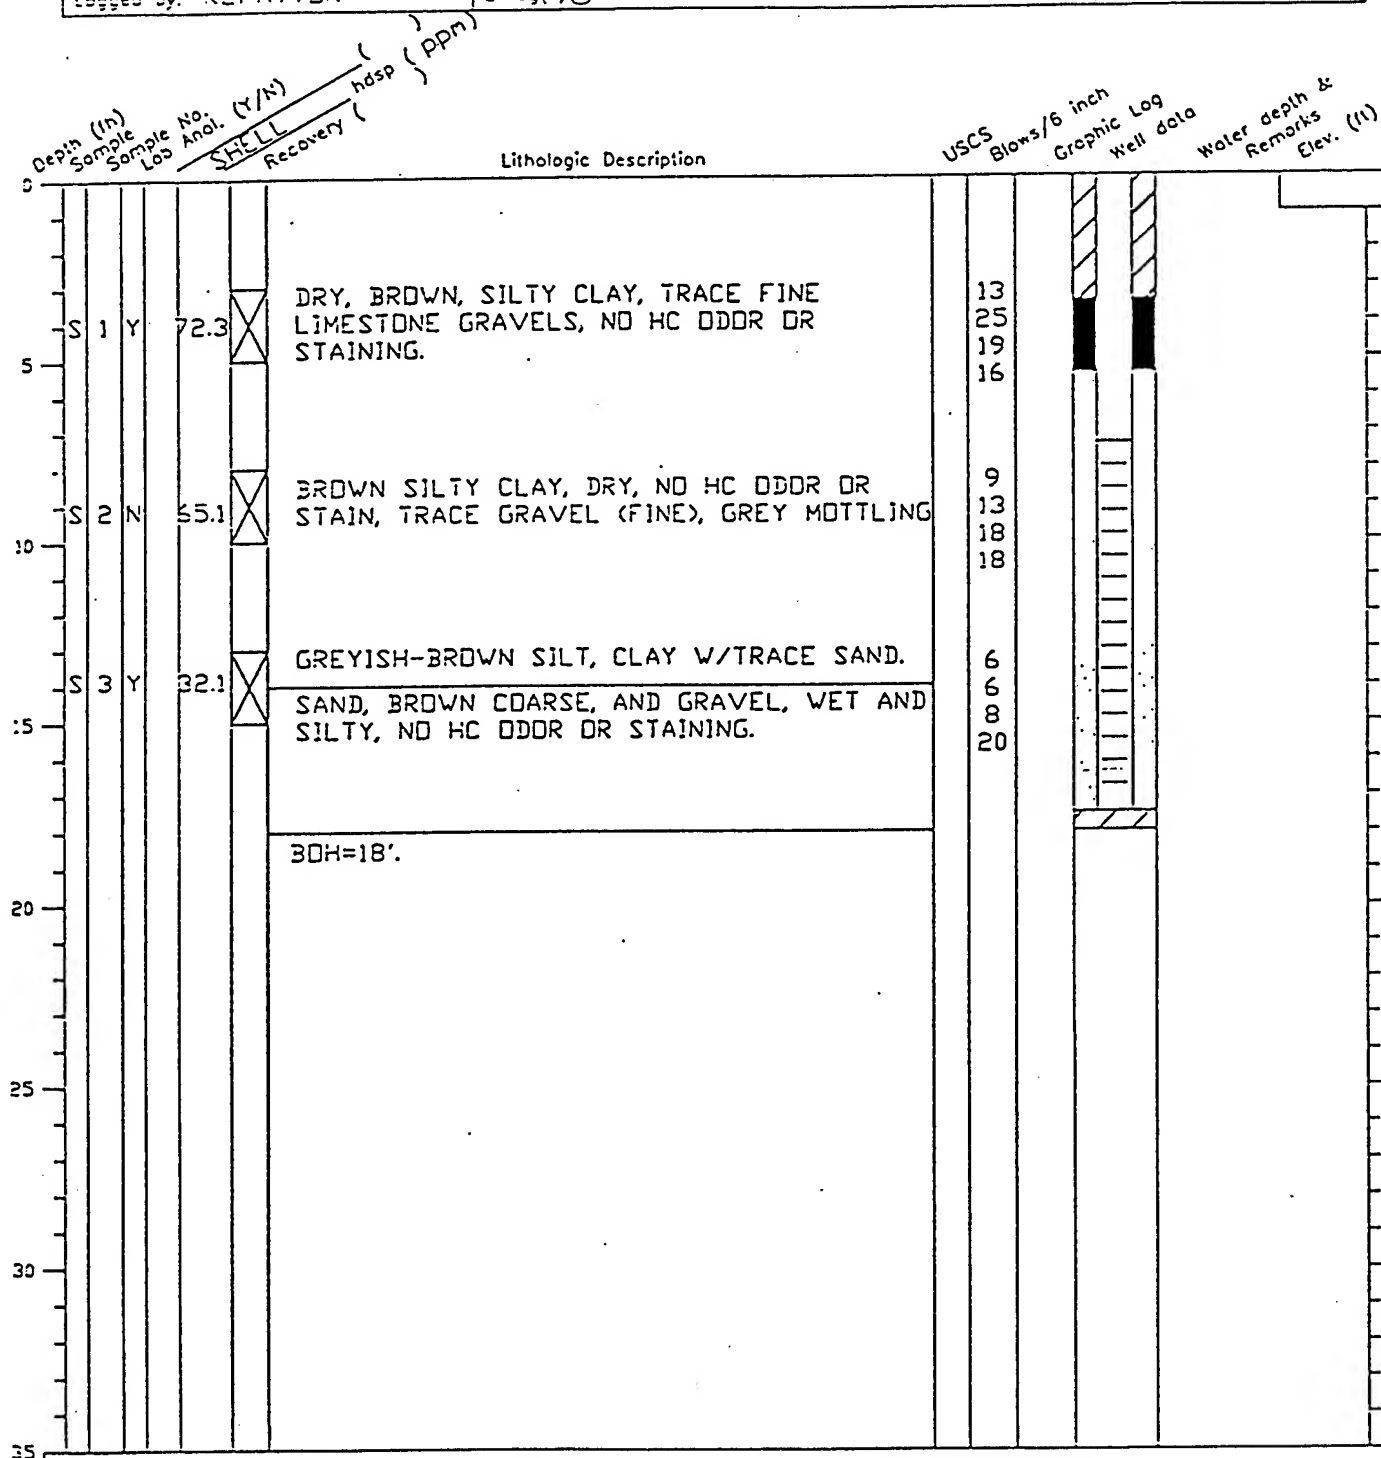 Logged by:
( )
hdsp ( ppm )
Depth (ft)
Sample
Sample No.
Lab Anal. (Y/N)
SHELL
Recovery ( )
Lithologic Description
USCS
Blows/6 inch
Graphic Log
Well data
Water depth &
Remarks
Elev. (ft)
0
DRY, BROWN, SILTY CLAY, TRACE FINE 13
S 1 Y 72.3 LIMESTONE GRAVELS, NO HC ODOR OR 25
STAINING. 19
5 16
BROWN SILTY CLAY, DRY, NO HC ODOR OR 9
S 2 N 65.1 STAIN, TRACE GRAVEL (FINE), GREY MOTTLING 13
18
10 18
GREYISH-BROWN SILT, CLAY W/TRACE SAND. 6
S 3 Y 32.1 6
SAND, BROWN COARSE, AND GRAVEL, WET AND 8
15 SILTY, NO HC ODOR OR STAINING. 20
BOH=18'.
20
25
30
35